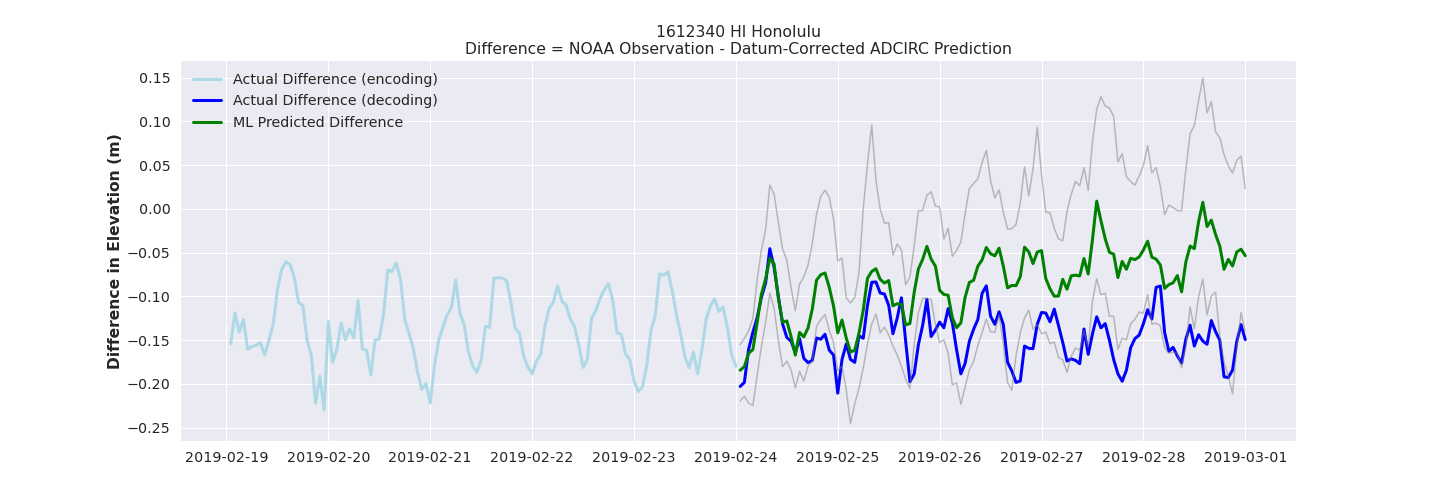 1612340 HI Honolulu
Difference = NOAA Observation - Datum-Corrected ADCIRC Prediction
Actual Difference (encoding)
Actual Difference (decoding)
ML Predicted Difference
Difference in Elevation (m)
0.15
0.10
0.05
0.00
−0.05
−0.10
−0.15
−0.20
−0.25
2019-02-19 2019-02-20 2019-02-21 2019-02-22 2019-02-23 2019-02-24 2019-02-25 2019-02-26 2019-02-27 2019-02-28 2019-03-01